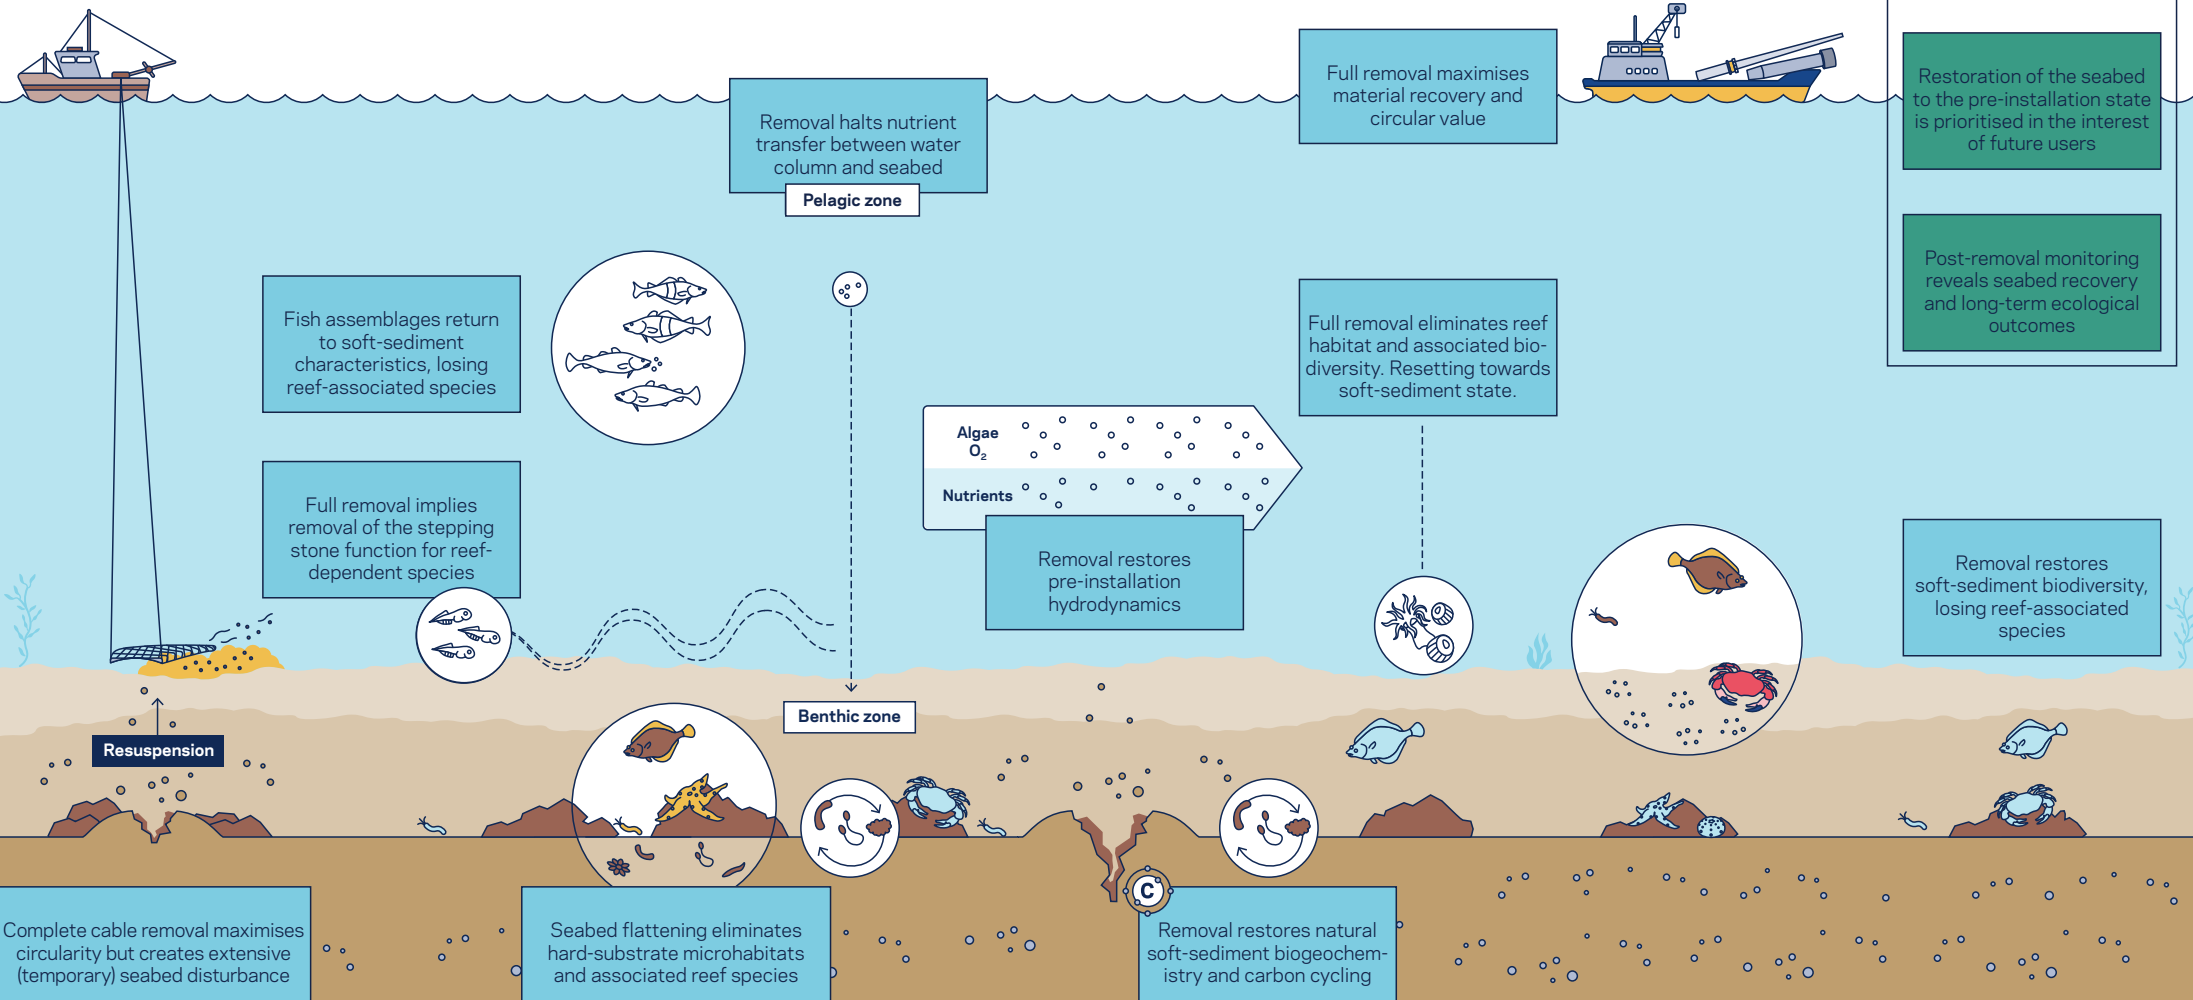 Full removal maximises
material recovery and
circular value
Restoration of the seabed
to the pre-installation state
is prioritised in the interest
of future users
Removal halts nutrient
transfer between water
column and seabed
Pelagic zone
Post-removal monitoring
reveals seabed recovery
and long-term ecological
outcomes
Fish assemblages return
to soft-sediment
characteristics, losing
reef-associated species
Full removal eliminates reef
habitat and associated bio-
diversity. Resetting towards
soft-sediment state.
Algae
O₂
Nutrients
Full removal implies
removal of the stepping
stone function for reef-
dependent species
Removal restores
pre-installation
hydrodynamics
Removal restores
soft-sediment biodiversity,
losing reef-associated
species
Benthic zone
Resuspension
C
Complete cable removal maximises
circularity but creates extensive
(temporary) seabed disturbance
Seabed flattening eliminates
hard-substrate microhabitats
and associated reef species
Removal restores natural
soft-sediment biogeochem-
istry and carbon cycling